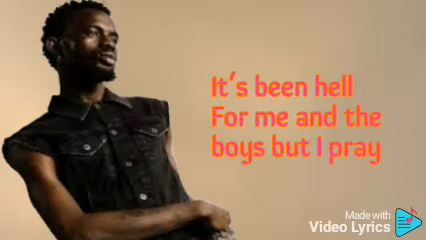 It's been hell
For me and the
boys but I pray
Made with
Video Lyrics